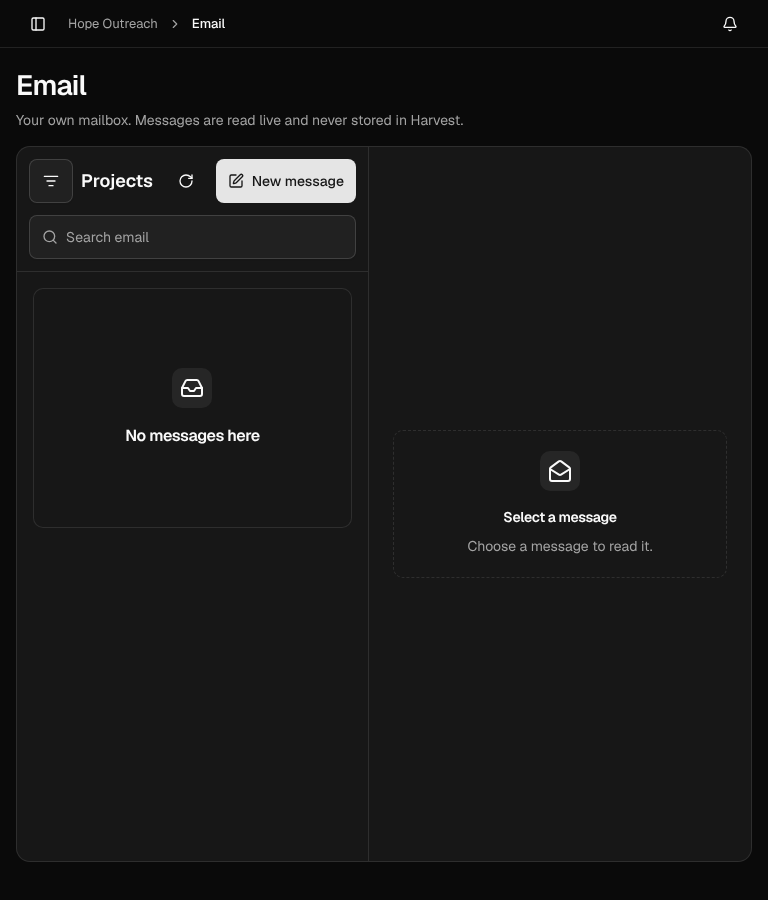 Hope Outreach > Email
Email
Your own mailbox. Messages are read live and never stored in Harvest.
Projects
New message
Search email
No messages here
Select a message
Choose a message to read it.